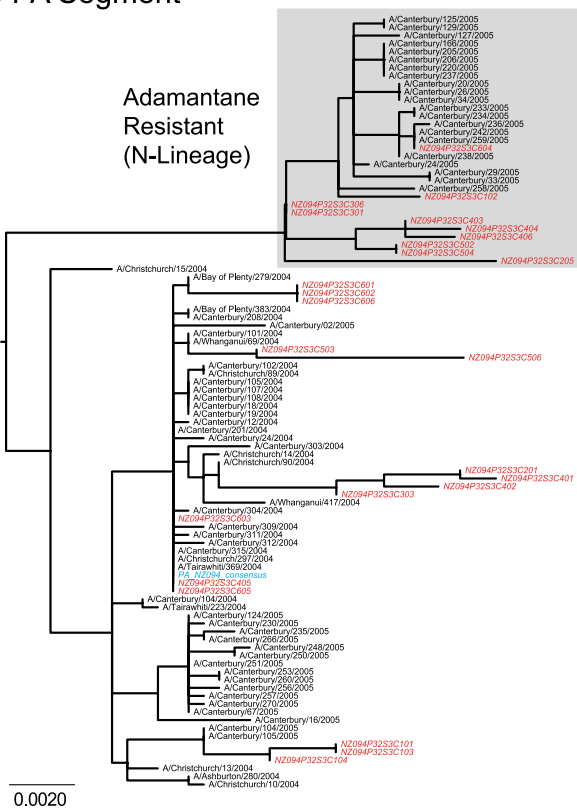 PA Segment
Adamantane
Resistant
(N-Lineage)
A/Canterbury/125/2005
A/Canterbury/129/2005
A/Canterbury/127/2005
A/Canterbury/166/2005
A/Canterbury/205/2005
A/Canterbury/206/2005
A/Canterbury/220/2005
A/Canterbury/237/2005
A/Canterbury/20/2005
A/Canterbury/26/2005
A/Canterbury/34/2005
A/Canterbury/233/2005
A/Canterbury/234/2005
A/Canterbury/236/2005
A/Canterbury/242/2005
A/Canterbury/259/2005
NZ094P32S3C604
A/Canterbury/238/2005
A/Canterbury/24/2005
A/Canterbury/29/2005
A/Canterbury/33/2005
A/Canterbury/258/2005
NZ094P32S3C102
NZ094P32S3C306
NZ094P32S3C301
NZ094P32S3C403
NZ094P32S3C404
NZ094P32S3C406
NZ094P32S3C502
NZ094P32S3C504
NZ094P32S3C205
A/Christchurch/15/2004
A/Bay of Plenty/279/2004
NZ094P32S3C601
NZ094P32S3C602
NZ094P32S3C606
A/Bay of Plenty/383/2004
A/Canterbury/208/2004
A/Canterbury/02/2005
A/Canterbury/101/2004
A/Whanganui/69/2004
NZ094P32S3C503
NZ094P32S3C506
A/Canterbury/102/2004
A/Christchurch/89/2004
A/Canterbury/105/2004
A/Canterbury/107/2004
A/Canterbury/108/2004
A/Canterbury/18/2004
A/Canterbury/19/2004
A/Canterbury/12/2004
A/Canterbury/201/2004
A/Canterbury/24/2004
A/Canterbury/303/2004
A/Christchurch/14/2004
A/Christchurch/90/2004
NZ094P32S3C201
NZ094P32S3C401
NZ094P32S3C402
NZ094P32S3C303
A/Whanganui/417/2004
A/Canterbury/304/2004
NZ094P32S3C603
A/Canterbury/309/2004
A/Canterbury/311/2004
A/Canterbury/312/2004
A/Canterbury/315/2004
A/Christchurch/297/2004
A/Tairawhiti/369/2004
PA_NZ094_consensus
NZ094P32S3C405
NZ094P32S3C605
A/Canterbury/104/2004
A/Tairawhiti/223/2004
A/Canterbury/124/2005
A/Canterbury/230/2005
A/Canterbury/235/2005
A/Canterbury/266/2005
A/Canterbury/248/2005
A/Canterbury/250/2005
A/Canterbury/251/2005
A/Canterbury/253/2005
A/Canterbury/260/2005
A/Canterbury/256/2005
A/Canterbury/257/2005
A/Canterbury/270/2005
A/Canterbury/67/2005
A/Canterbury/16/2005
A/Canterbury/104/2005
A/Canterbury/105/2005
NZ094P32S3C101
NZ094P32S3C103
NZ094P32S3C104
A/Christchurch/13/2004
A/Ashburton/280/2004
A/Christchurch/10/2004
0.0020